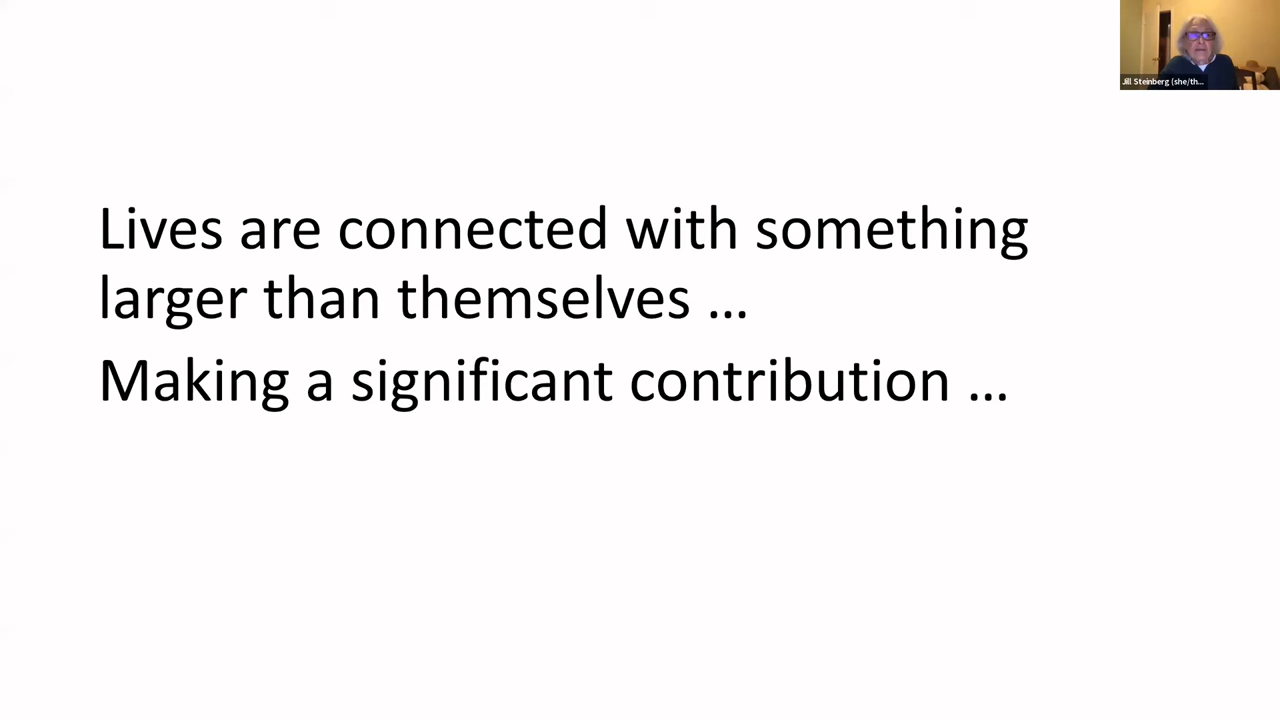 Jill Steinberg (she/th...
Lives are connected with something
larger than themselves ...
Making a significant contribution ...